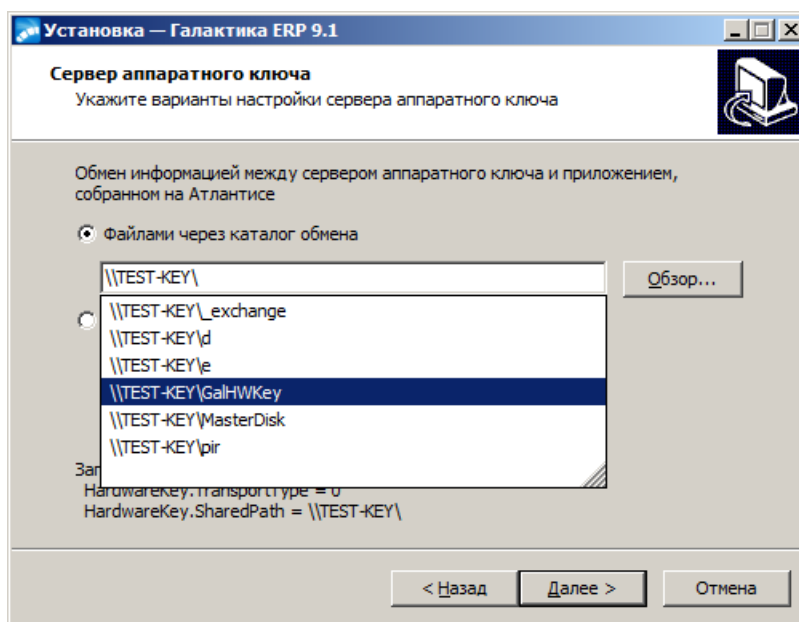 Установка — Галактика ERP 9.1
Сервер аппаратного ключа
Укажите варианты настройки сервера аппаратного ключа
Обмен информацией между сервером аппаратного ключа и приложением,
собранном на Атлантисе
Файлами через каталог обмена
\\TEST-KEY\
Обзор...
\\TEST-KEY\_exchange
\\TEST-KEY\d
\\TEST-KEY\e
\\TEST-KEY\GalHWKey
\\TEST-KEY\MasterDisk
\\TEST-KEY\pir
HardwareKey.TransportType = 0
HardwareKey.SharedPath = \\TEST-KEY\
< Назад
Далее >
Отмена